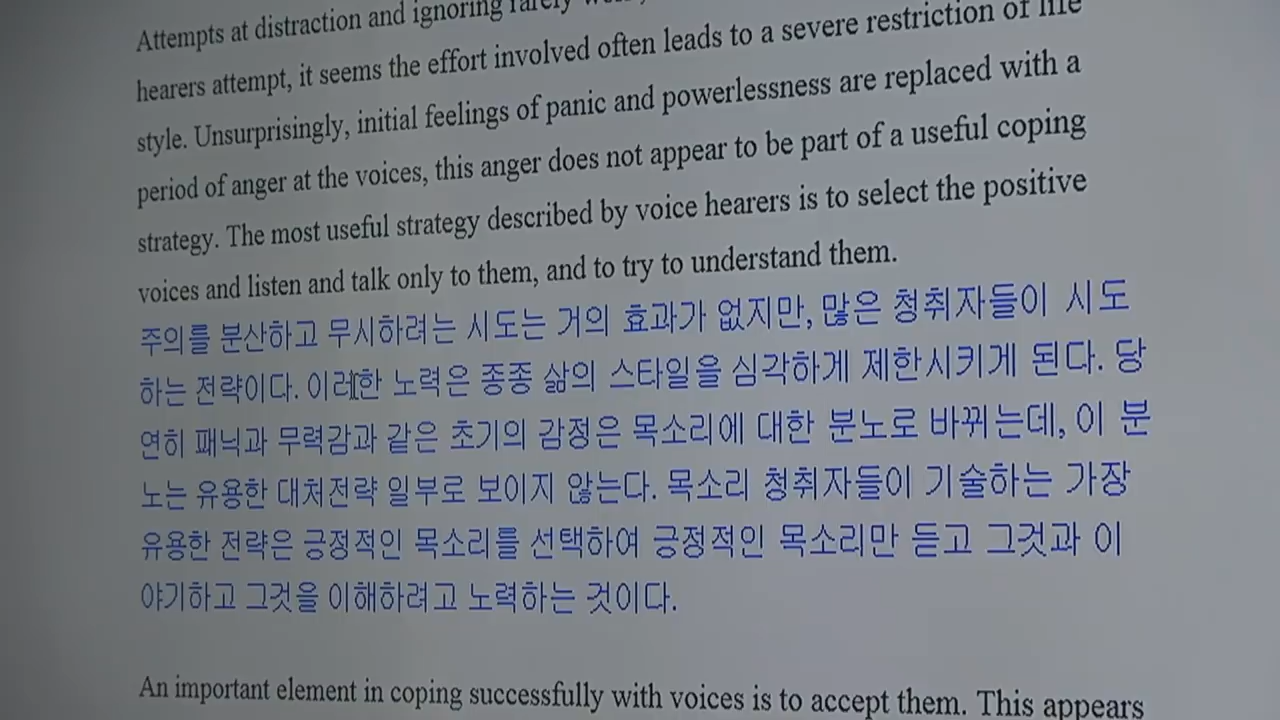 Attempts at distraction and ignoring rarely
hearers attempt, it seems the effort involved often leads to a severe restriction of life
style. Unsurprisingly, initial feelings of panic and powerlessness are replaced with a
period of anger at the voices, this anger does not appear to be part of a useful coping
strategy. The most useful strategy described by voice hearers is to select the positive
voices and listen and talk only to them, and to try to understand them.
주의를 분산하고 무시하려는 시도는 거의 효과가 없지만, 많은 청취자들이 시도
하는 전략이다. 이러한 노력은 종종 삶의 스타일을 심각하게 제한시키게 된다. 당
연히 패닉과 무력감과 같은 초기의 감정은 목소리에 대한 분노로 바뀌는데, 이 분
노는 유용한 대처전략 일부로 보이지 않는다. 목소리 청취자들이 기술하는 가장
유용한 전략은 긍정적인 목소리를 선택하여 긍정적인 목소리만 듣고 그것과 이
야기하고 그것을 이해하려고 노력하는 것이다.
An important element in coping successfully with voices is to accept them. This appears